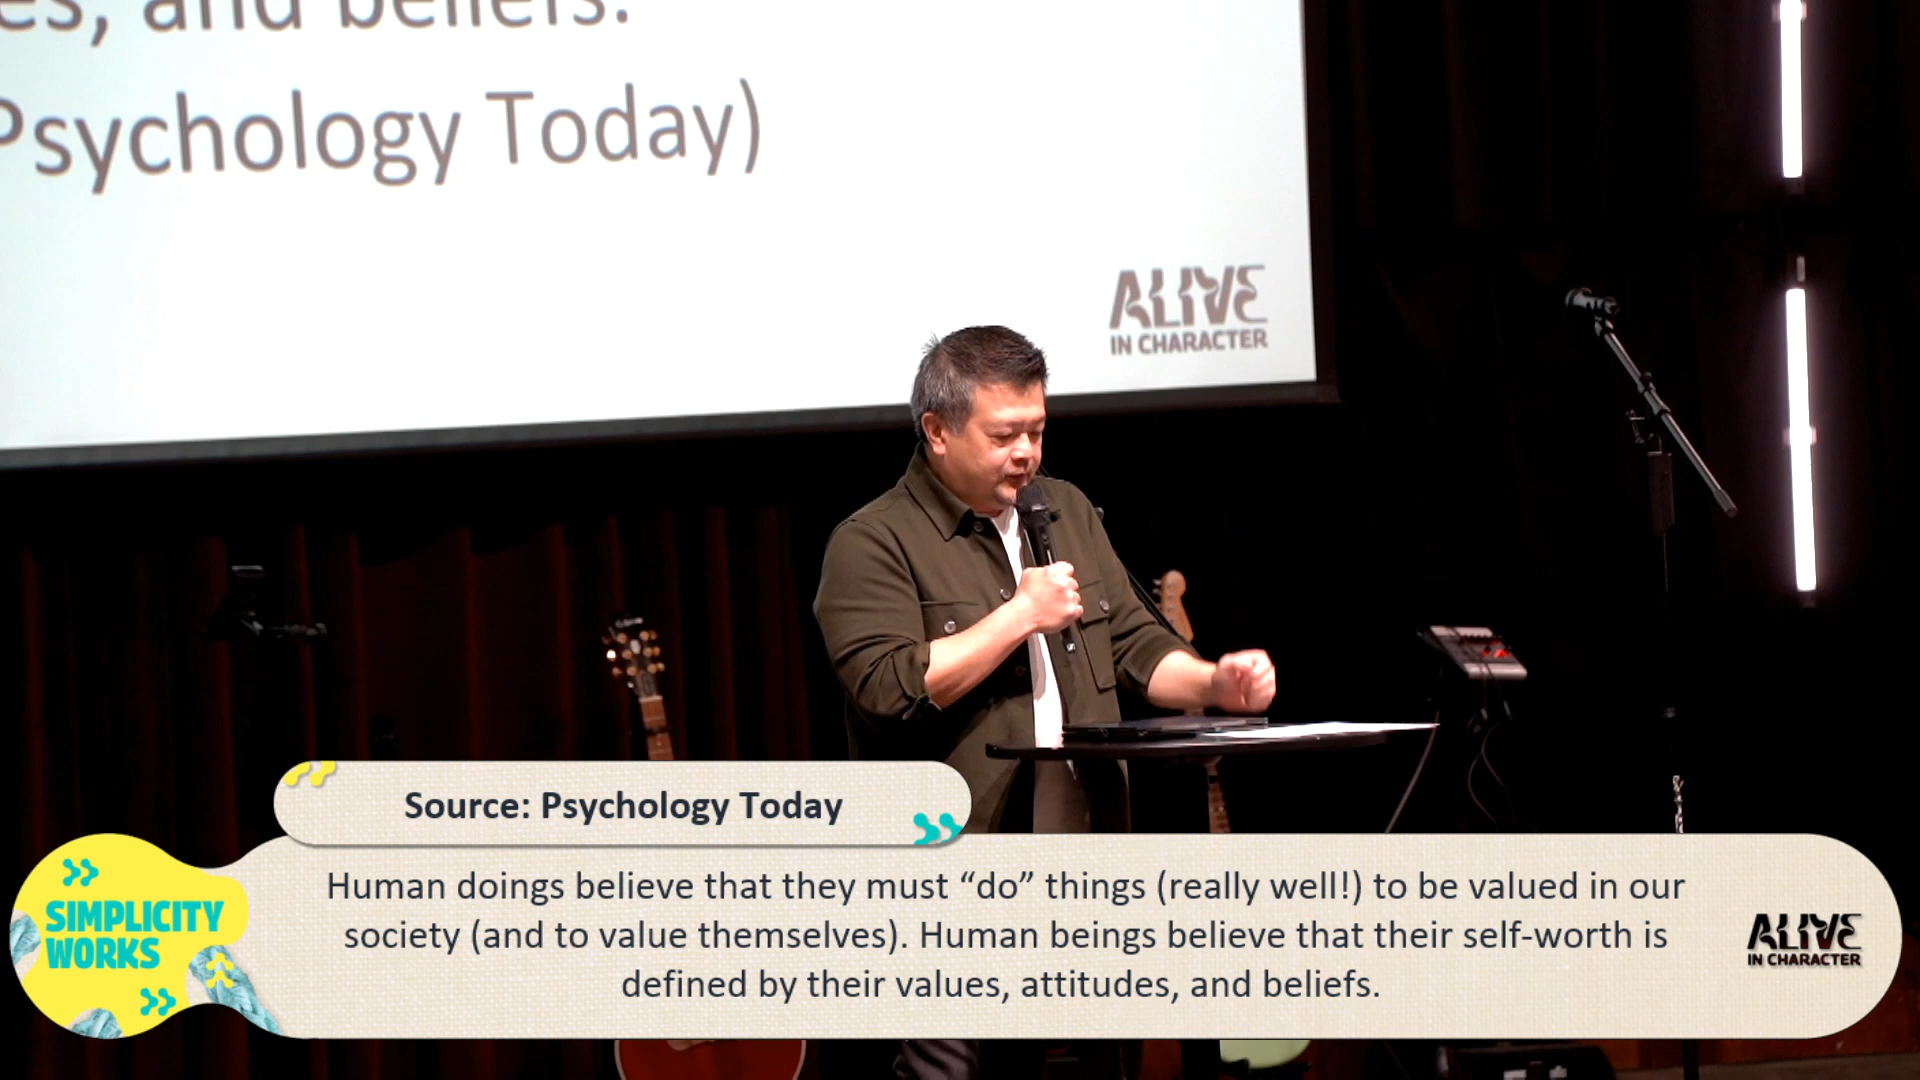 es, and beliefs.
Psychology Today)
ALIVE
IN CHARACTER
Source: Psychology Today
Human doings believe that they must “do” things (really well!) to be valued in our
society (and to value themselves). Human beings believe that their self-worth is
defined by their values, attitudes, and beliefs.
SIMPLICITY
WORKS
ALIVE
IN CHARACTER